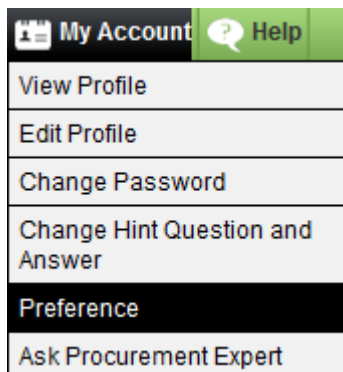 My Account Help
View Profile
Edit Profile
Change Password
Change Hint Question and
Answer
Preference
Ask Procurement Expert